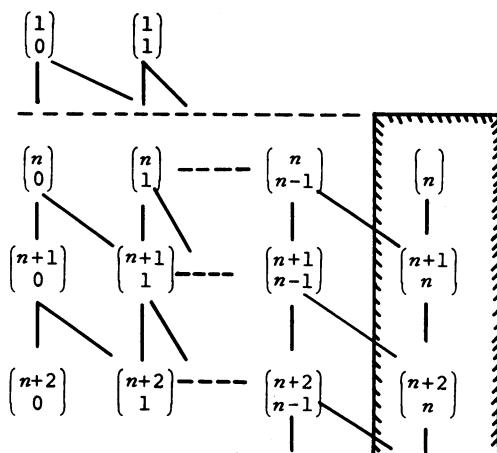 1 1
0 1
n n n
0 1 n−1 n
n+1 n+1 n+1 n+1
0 1 n−1 n
n+2 n+2 n+2 n+2
0 1 n−1 n